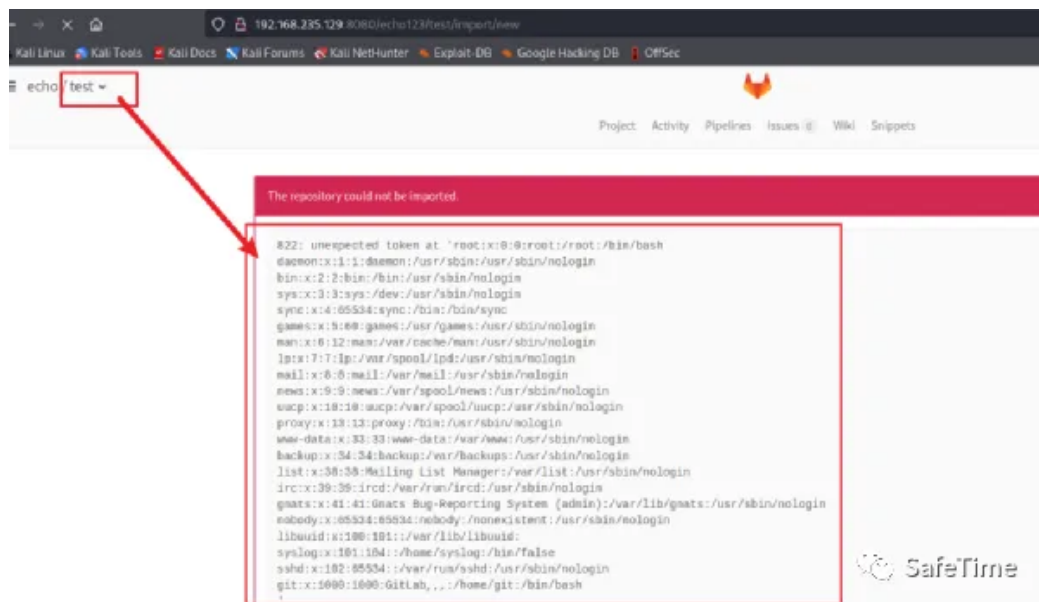 192.168.235.129:8080/echo123/test/import/new
Kali Linux Kali Tools Kali Docs Kali Forums Kali NetHunter Exploit-DB Google Hacking DB OffSec
echo / test
Project Activity Pipelines Issues 0 Wiki Snippets
The repository could not be imported.
822: unexpected token at 'root:x:0:0:root:/root:/bin/bash
daemon:x:1:1:daemon:/usr/sbin:/usr/sbin/nologin
bin:x:2:2:bin:/bin:/usr/sbin/nologin
sys:x:3:3:sys:/dev:/usr/sbin/nologin
sync:x:4:65534:sync:/bin:/bin/sync
games:x:5:60:games:/usr/games:/usr/sbin/nologin
man:x:6:12:man:/var/cache/man:/usr/sbin/nologin
lp:x:7:7:lp:/var/spool/lpd:/usr/sbin/nologin
mail:x:8:8:mail:/var/mail:/usr/sbin/nologin
news:x:9:9:news:/var/spool/news:/usr/sbin/nologin
uucp:x:10:10:uucp:/var/spool/uucp:/usr/sbin/nologin
proxy:x:13:13:proxy:/bin:/usr/sbin/nologin
www-data:x:33:33:www-data:/var/www:/usr/sbin/nologin
backup:x:34:34:backup:/var/backups:/usr/sbin/nologin
list:x:38:38:Mailing List Manager:/var/list:/usr/sbin/nologin
irc:x:39:39:ircd:/var/run/ircd:/usr/sbin/nologin
gnats:x:41:41:Gnats Bug-Reporting System (admin):/var/lib/gnats:/usr/sbin/nologin
nobody:x:65534:65534:nobody:/nonexistent:/usr/sbin/nologin
libuuid:x:100:101::/var/lib/libuuid:
syslog:x:101:104::/home/syslog:/bin/false
sshd:x:102:65534::/var/run/sshd:/usr/sbin/nologin
git:x:1000:1000:GitLab,,,:/home/git:/bin/bash
'
SafeTime